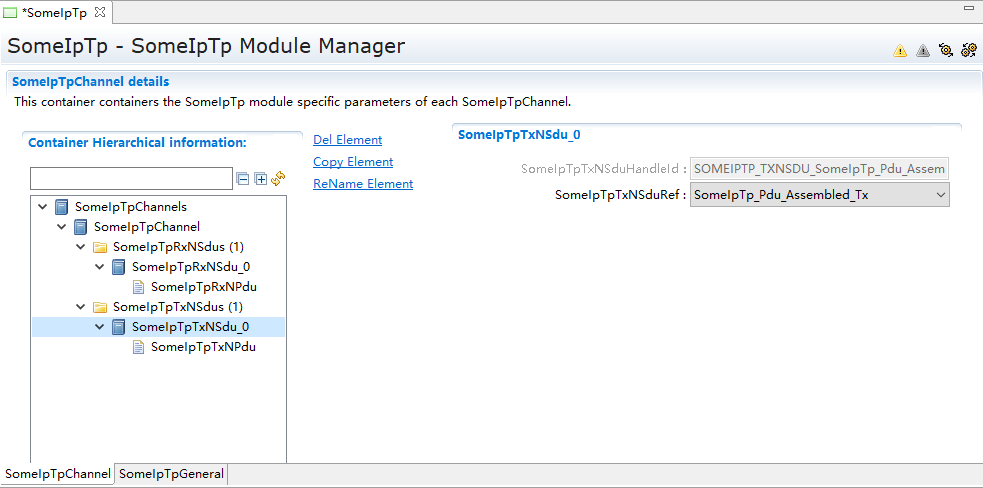 *SomeIpTp
SomeIpTp - SomeIpTp Module Manager
SomeIpTpChannel details
This container containers the SomeIpTp module specific parameters of each SomeIpTpChannel.
Container Hierarchical information:
SomeIpTpChannels
SomeIpTpChannel
SomeIpTpRxNSdus (1)
SomeIpTpRxNSdu_0
SomeIpTpRxNPdu
SomeIpTpTxNSdus (1)
SomeIpTpTxNSdu_0
SomeIpTpTxNPdu
Del Element
Copy Element
ReName Element
SomeIpTpTxNSdu_0
SomeIpTpTxNSduHandleId : SOMEIPTP_TXNSDU_SomeIpTp_Pdu_Assem
SomeIpTpTxNSduRef : SomeIpTp_Pdu_Assembled_Tx
SomeIpTpChannel SomeIpTpGeneral